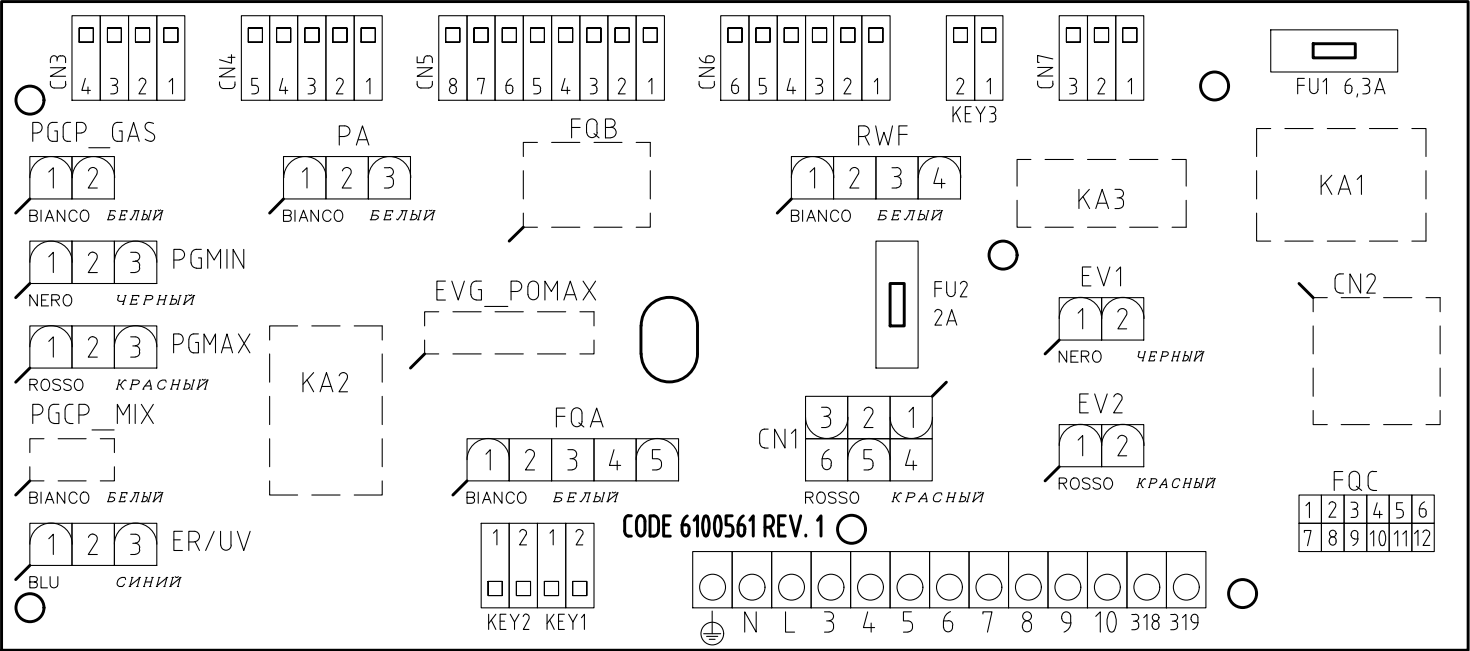 CN3
4 3 2 1
CN4
5 4 3 2 1
CN5
8 7 6 5 4 3 2 1
CN6
6 5 4 3 2 1
2 1
KEY3
CN7
3 2 1
FU1 6,3A
PGCP_GAS
1 2
BIANCO БЕЛЫЙ
PA
1 2 3
BIANCO БЕЛЫЙ
FQB
RWF
1 2 3 4
BIANCO БЕЛЫЙ
KA3
KA1
1 2 3 PGMIN
NERO ЧЕРНЫЙ
EVG_POMAX
FU2
2A
EV1
1 2
NERO ЧЕРНЫЙ
CN2
1 2 3 PGMAX
ROSSO КРАСНЫЙ
KA2
PGCP_MIX
BIANCO БЕЛЫЙ
FQA
1 2 3 4 5
BIANCO БЕЛЫЙ
CN1
3 2 1
6 5 4
ROSSO КРАСНЫЙ
EV2
1 2
ROSSO КРАСНЫЙ
FQC
1 2 3 4 5 6
7 8 9 10 11 12
1 2 3 ER/UV
BLU СИНИЙ
1 2 1 2
KEY2 KEY1
CODE 6100561 REV. 1
N L 3 4 5 6 7 8 9 10 318 319